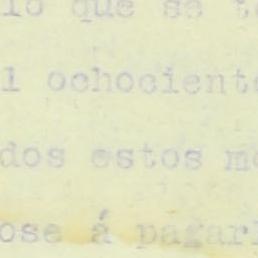 lo que se t
l ochocient
dos estos m
ose á pagar